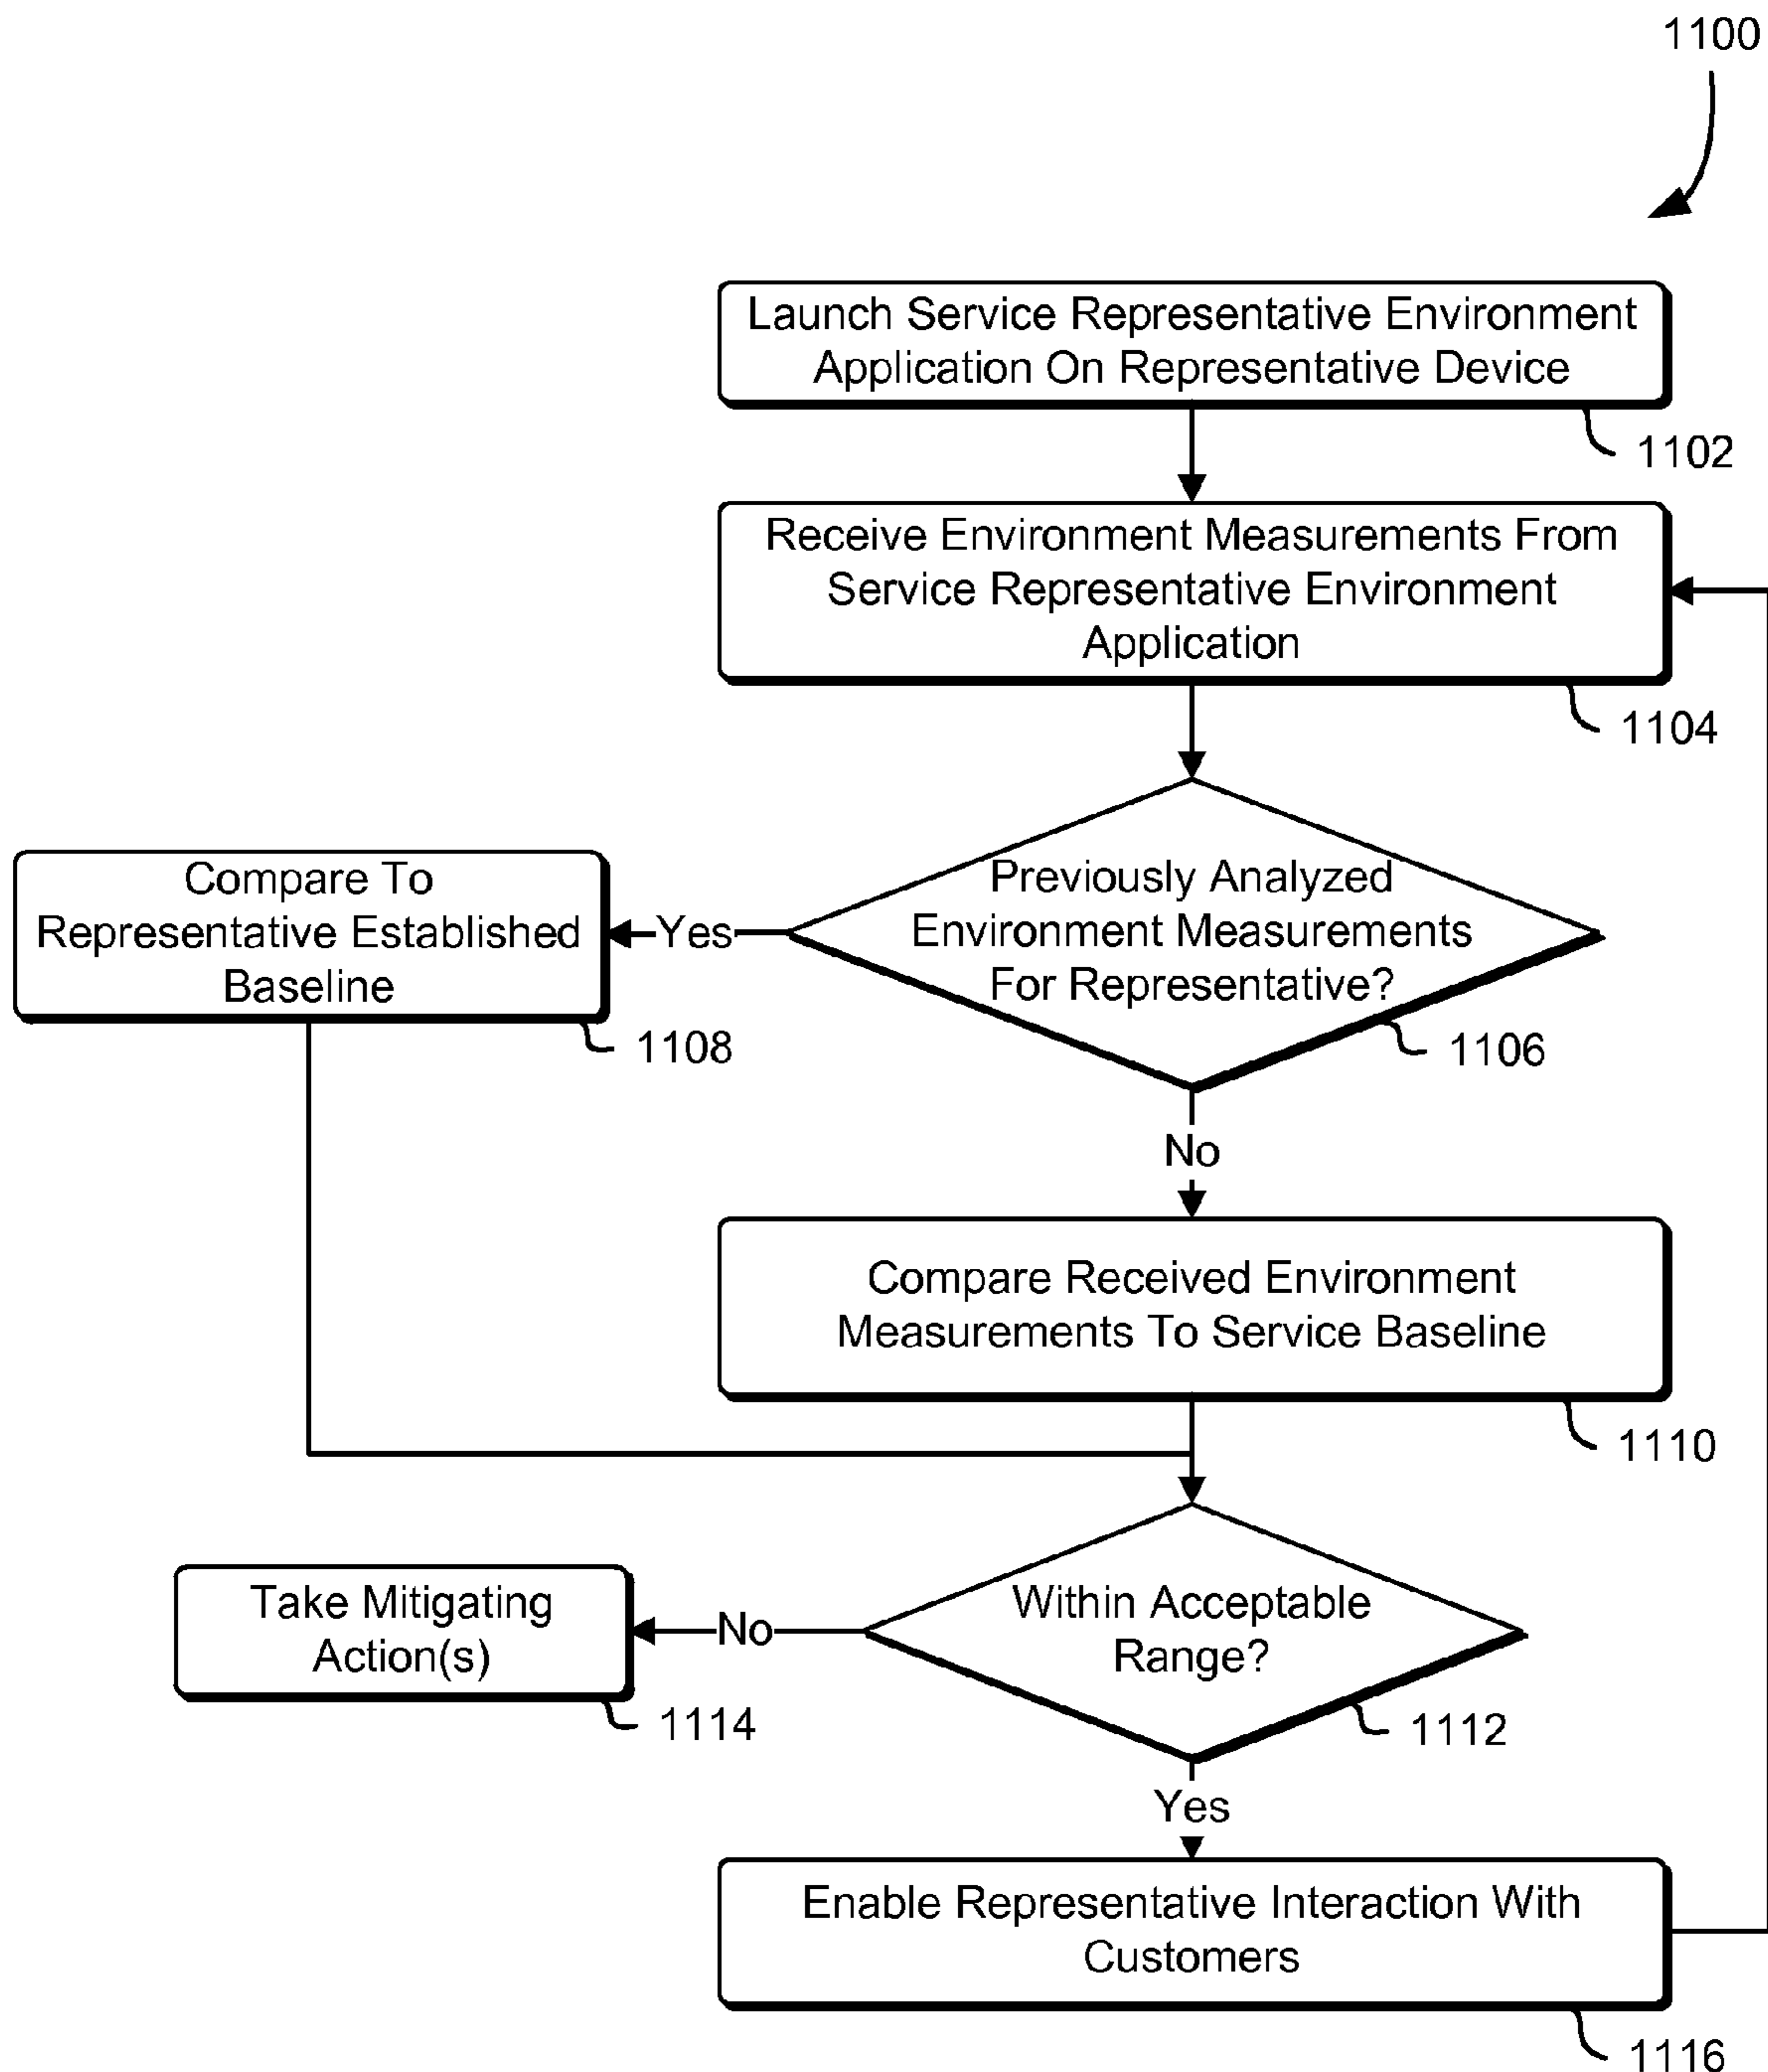 1100
Launch Service Representative Environment
Application On Representative Device
1102
Receive Environment Measurements From
Service Representative Environment
Application
1104
Previously Analyzed
Environment Measurements
For Representative?
1106
Yes
Compare To
Representative Established
Baseline
1108
No
Compare Received Environment
Measurements To Service Baseline
1110
Within Acceptable
Range?
1112
No
Take Mitigating
Action(s)
1114
Yes
Enable Representative Interaction With
Customers
1116